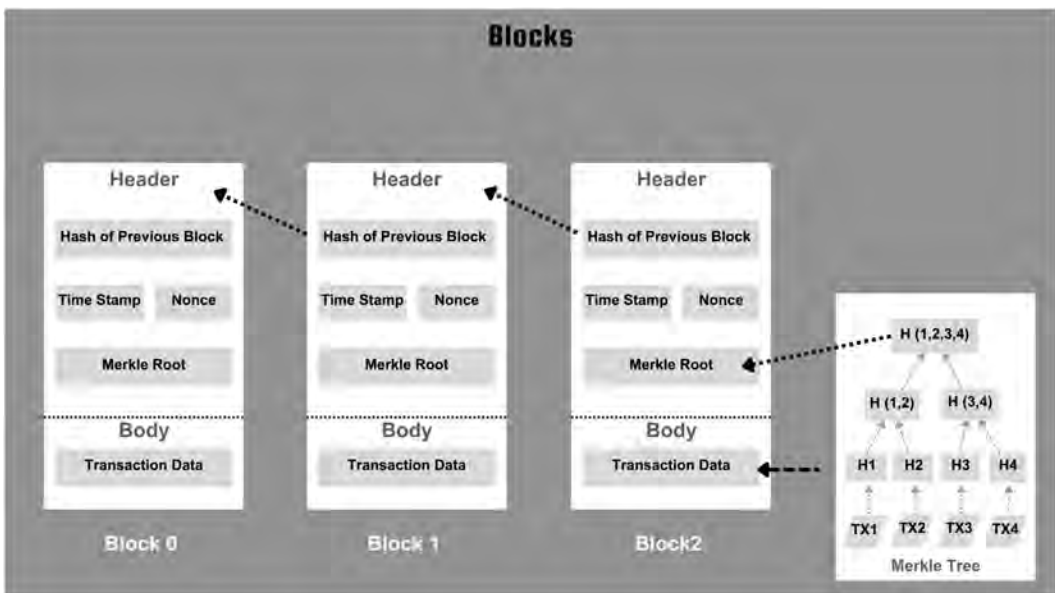 Blocks
Header
Hash of Previous Block
Time Stamp
Nonce
Merkle Root
Body
Transaction Data
Block 0
Header
Hash of Previous Block
Time Stamp
Nonce
Merkle Root
Body
Transaction Data
Block 1
Header
Hash of Previous Block
Time Stamp
Nonce
Merkle Root
Body
Transaction Data
Block2
H (1,2,3,4)
H (1,2)
H (3,4)
H1
H2
H3
H4
TX1
TX2
TX3
TX4
Merkle Tree